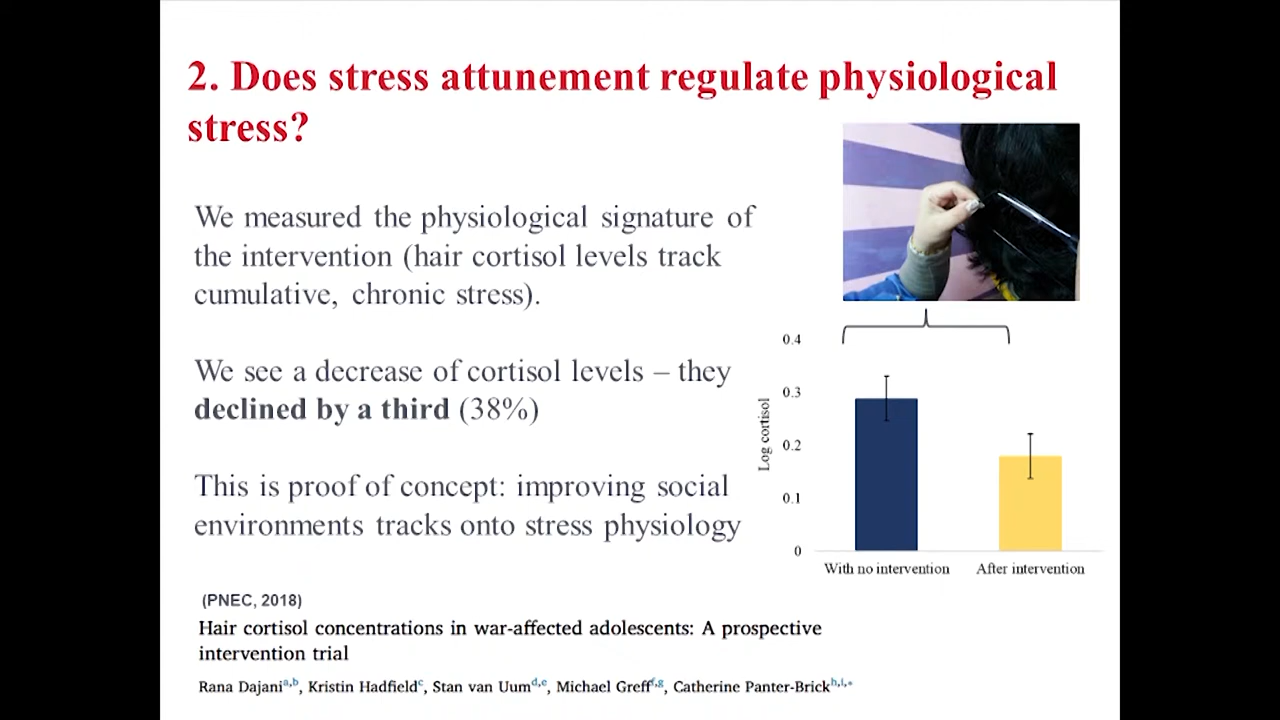 2. Does stress attunement regulate physiological
stress?
We measured the physiological signature of
the intervention (hair cortisol levels track
cumulative, chronic stress).
We see a decrease of cortisol levels – they
declined by a third (38%)
This is proof of concept: improving social
environments tracks onto stress physiology
0.4
0.3
0.2
0.1
0
Log cortisol
With no intervention
After intervention
(PNEC, 2018)
Hair cortisol concentrations in war-affected adolescents: A prospective
intervention trial
Rana Dajani a,b, Kristin Hadfield c, Stan van Uum d,e, Michael Greff f,g, Catherine Panter-Brick h,i,*